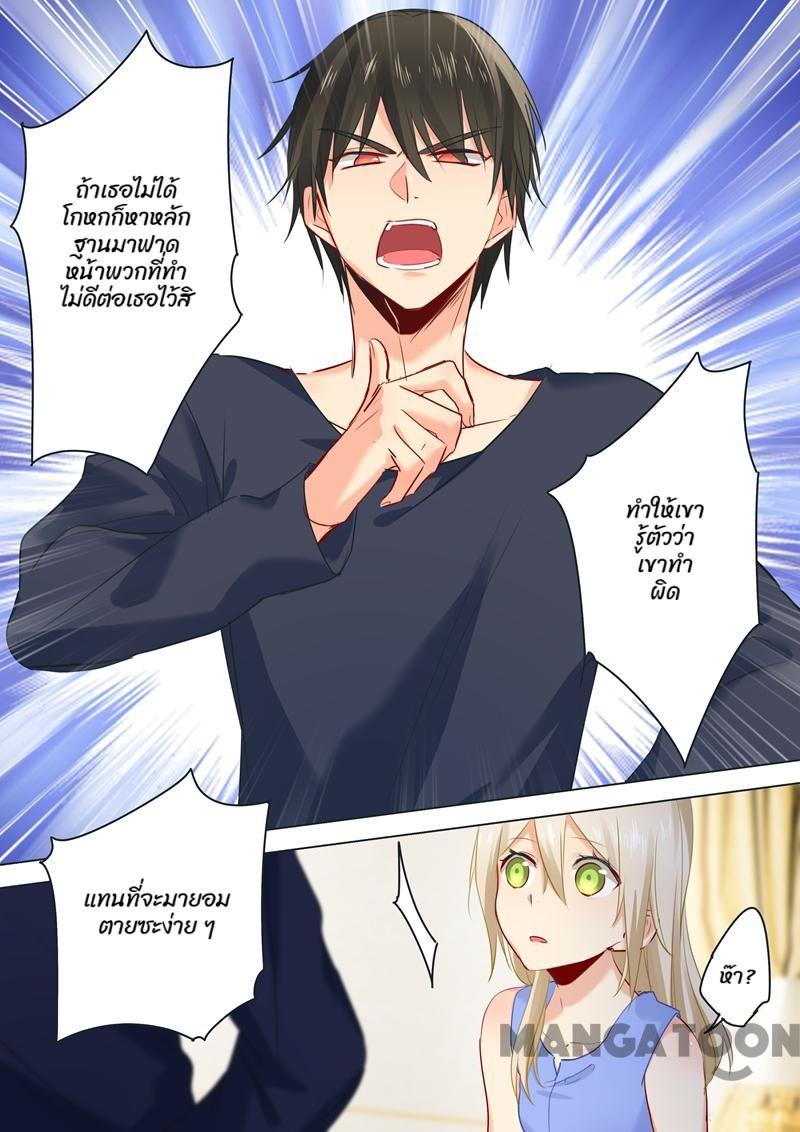 ถ้าเธอไม่ได้
โกหกก็หาหลัก
ฐานมาฟาด
หน้าพวกที่ทำ
ไม่ดีต่อเธอไว้สิ
ทำให้เขา
รู้ตัวว่า
เขาทำ
ผิด
แทนที่จะมายอม
ตายซะง่าย ๆ
ห๊า?
MANGATOON